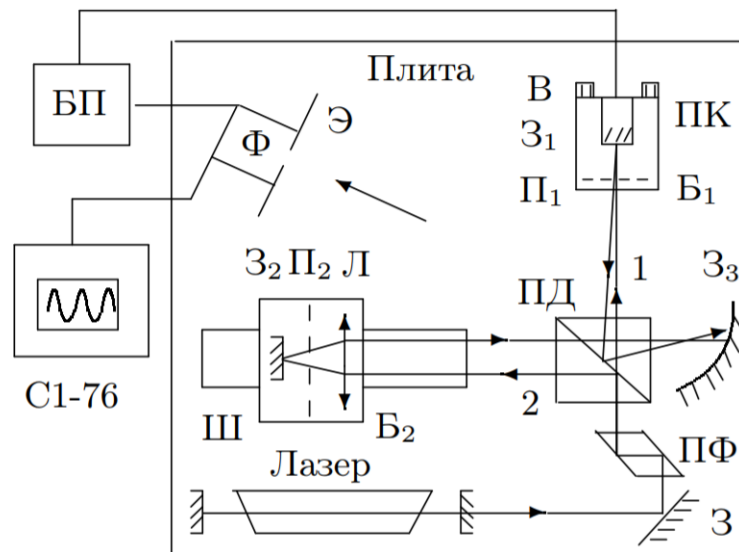 Плита
БП
В
ПК
Э
Ф
З₁
П₁
Б₁
З₂ П₂ Л
ПД
1
З₃
С1-76
Ш
Б₂
2
ПФ
Лазер
З